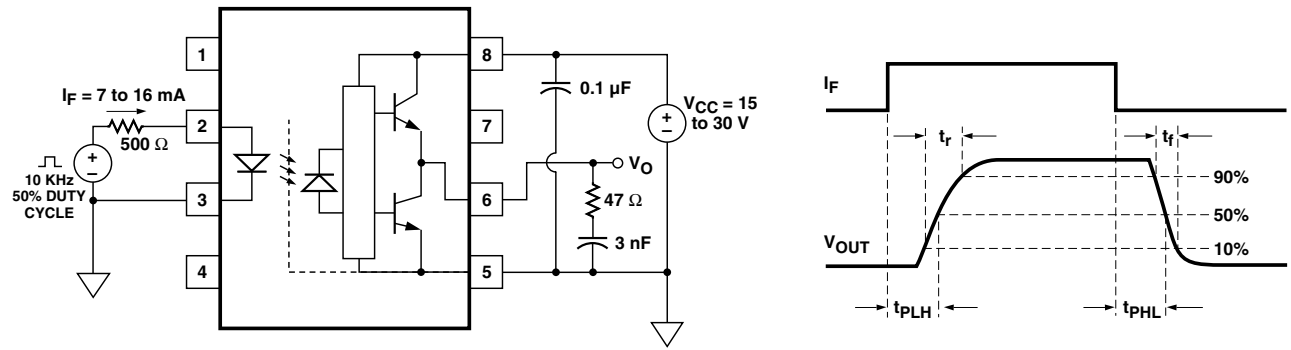 1
2
3
4
8
7
6
5
I_F = 7 to 16 mA
500 Ω
+
–
10 KHz
50% DUTY
CYCLE
0.1 µF
V_CC = 15
to 30 V
+
–
V_O
47 Ω
3 nF
I_F
t_r
t_f
90%
50%
10%
V_OUT
t_PLH
t_PHL